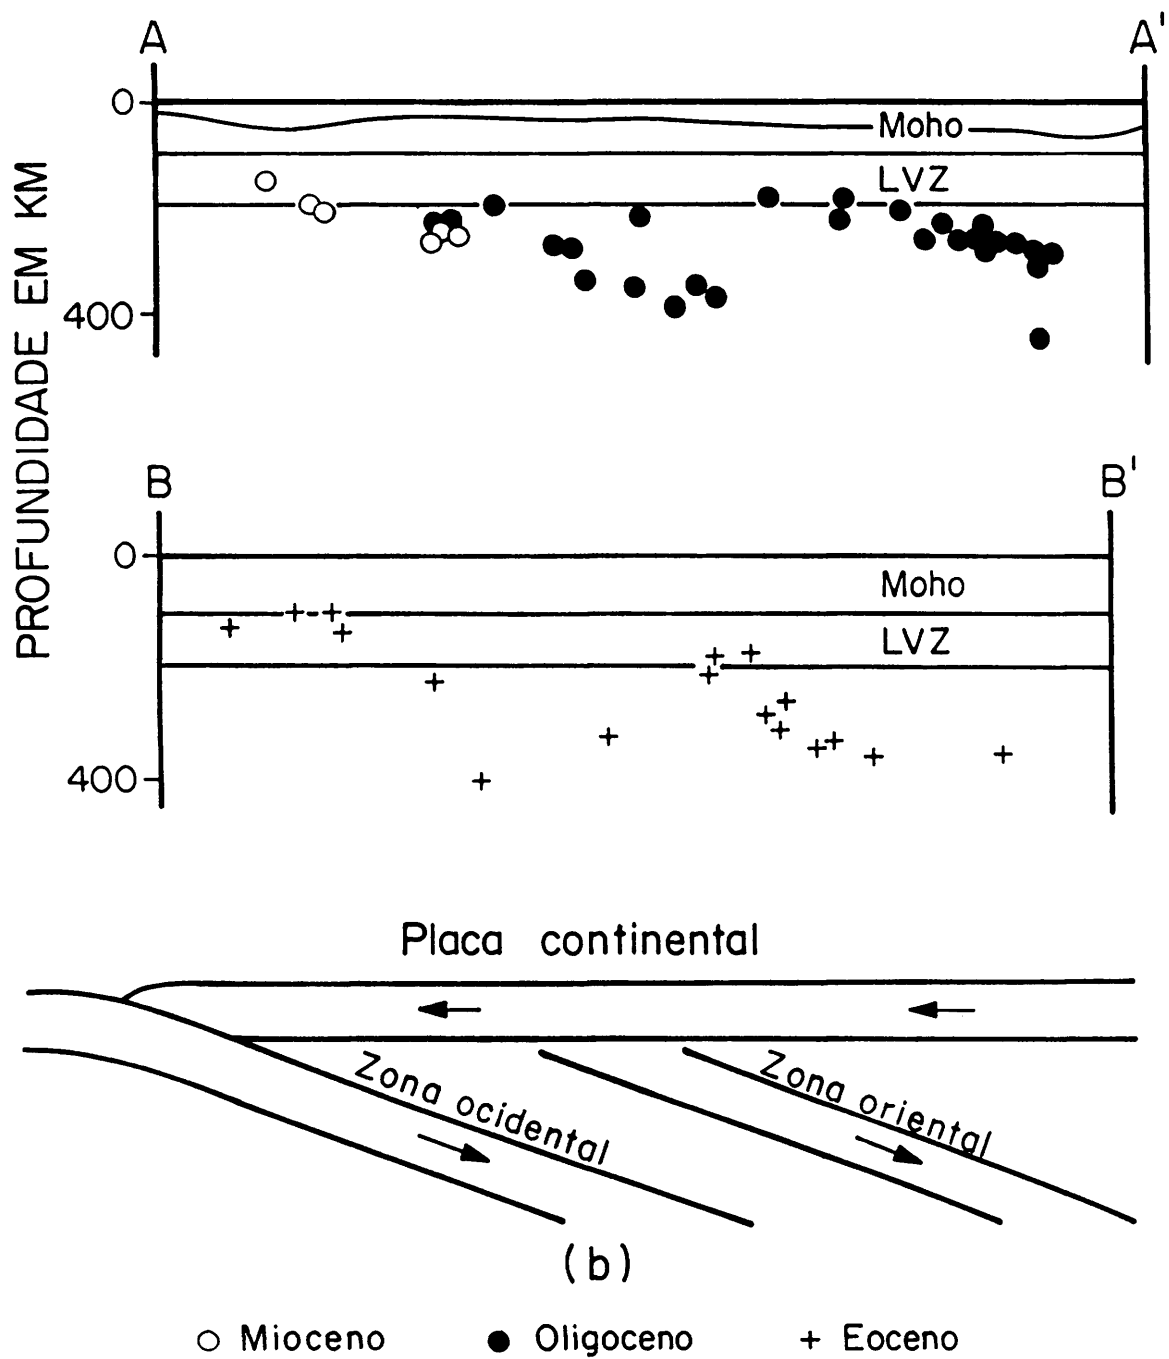 A A'
0
Moho
LVZ
400
PROFUNDIDADE EM KM
B B'
0
Moho
LVZ
400
Placa continental
Zona ocidental
Zona oriental
(b)
Mioceno Oligoceno + Eoceno